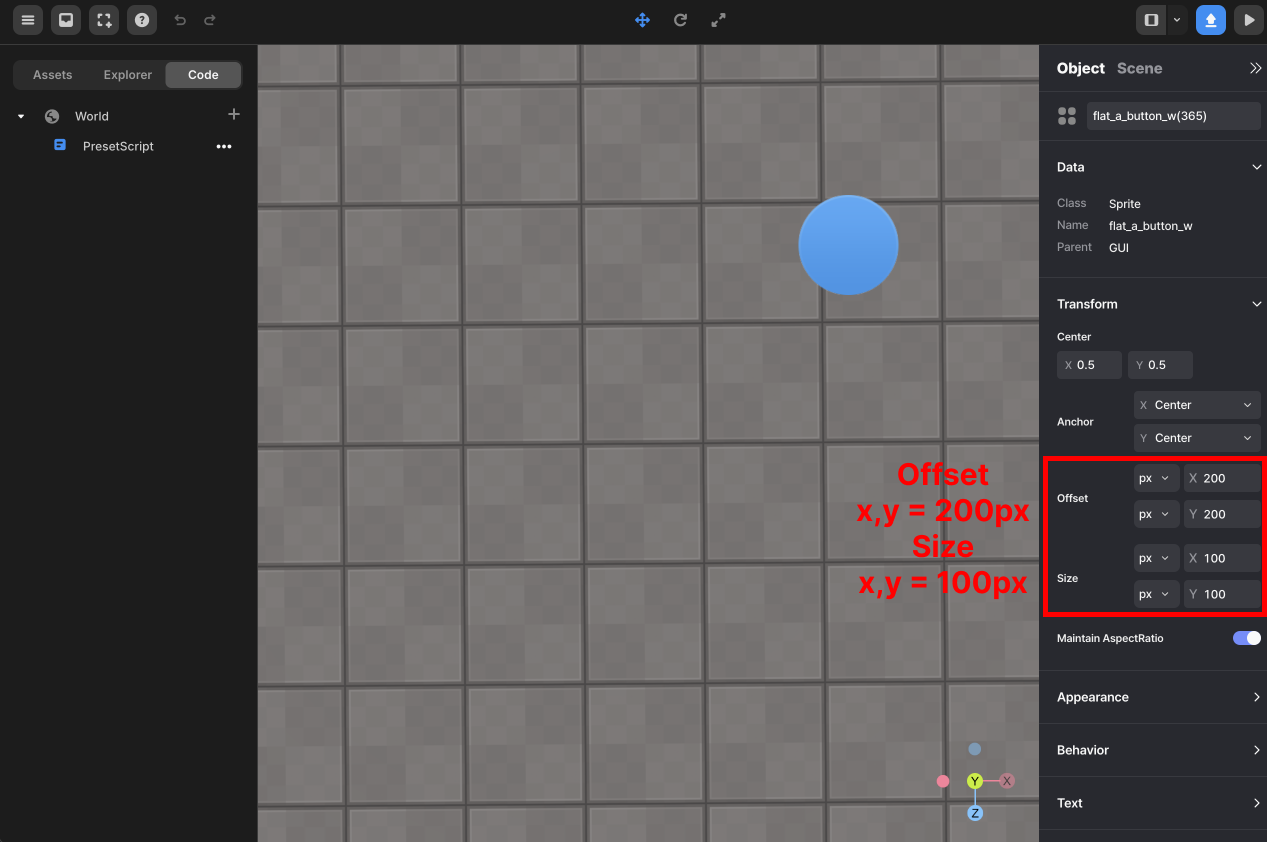 Assets Explorer Code
World
PresetScript
Offset
x,y = 200px
Size
x,y = 100px
Y X
Z
Object Scene
flat_a_button_w(365)
Data
Class Sprite
Name flat_a_button_w
Parent GUI
Transform
Center
X 0.5 Y 0.5
Anchor
X Center
Y Center
Offset
px X 200
px Y 200
Size
px X 100
px Y 100
Maintain AspectRatio
Appearance
Behavior
Text